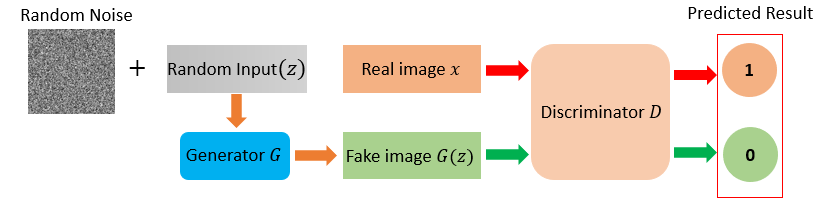 Random Noise
Predicted Result
+
Random Input(z)
Real image x
1
Discriminator D
Generator G
Fake image G(z)
0